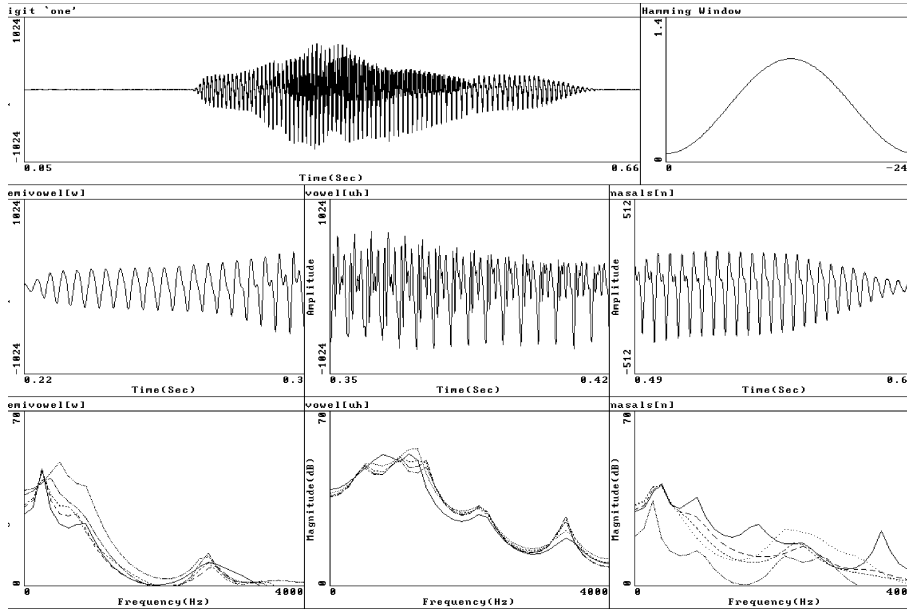 igit `one'
Hamming Window
1024
-1024
0.05
0.66
Time(Sec)
1.4
0
0
-24
emivowel[w]
vowel[uh]
nasals[n]
1024
-1024
0.22
0.3
Time(Sec)
1024
Amplitude
-1024
0.35
0.42
Time(Sec)
512
Amplitude
-512
0.49
0.6
Time(Sec)
emivowel[w]
vowel[uh]
nasals[n]
70
0
0
4000
Frequency(Hz)
70
Magnitude(dB)
0
0
4000
Frequency(Hz)
70
Magnitude(dB)
0
0
400
Frequency(Hz)